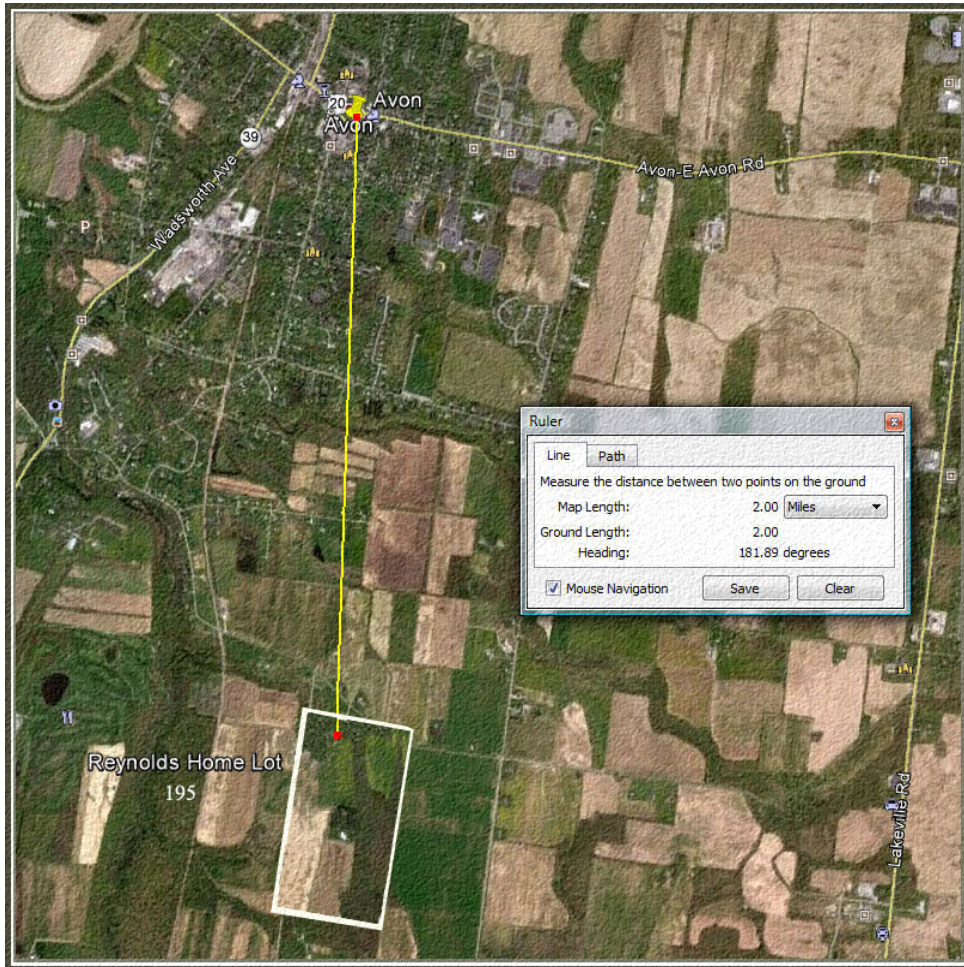 20
Avon
Avon
39
Wadsworth Ave
Avon-E Avon Rd
P
Ruler
Line
Path
Measure the distance between two points on the ground
Map Length: 2.00 Miles
Ground Length: 2.00
Heading: 181.89 degrees
Mouse Navigation
Save
Clear
Reynolds Home Lot
195
Lakeville Rd